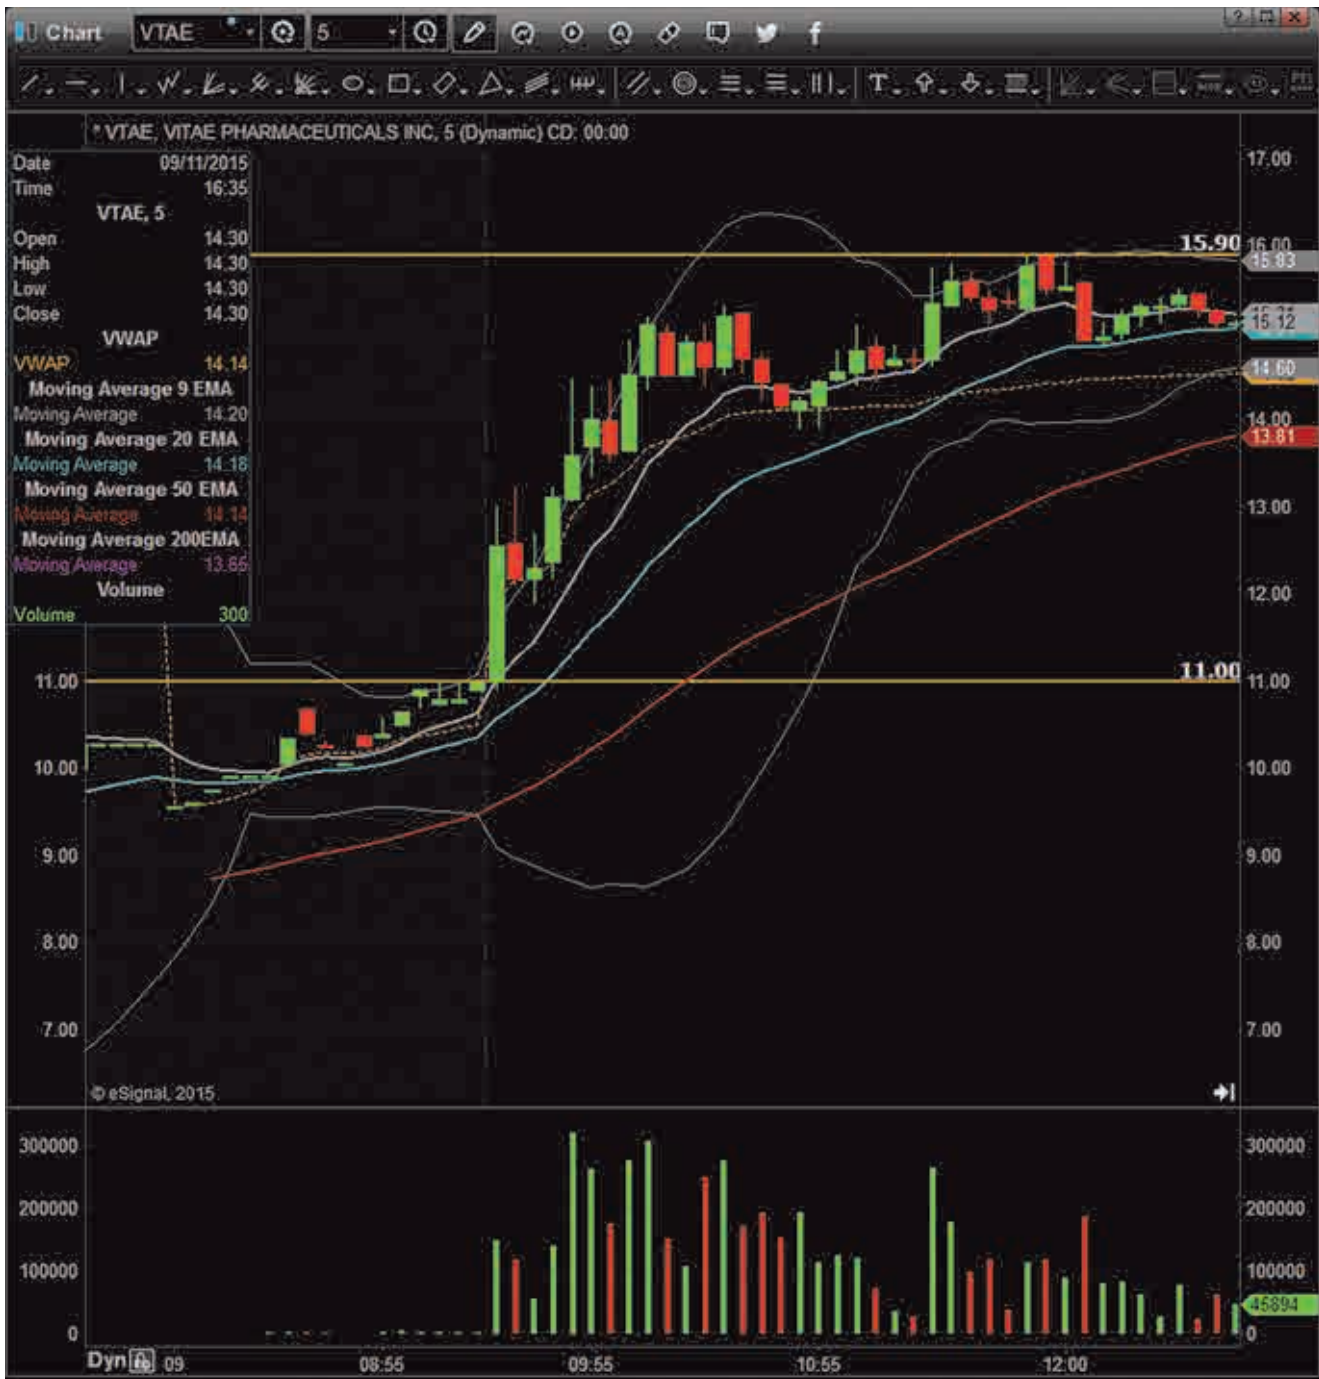 Chart VTAE 5
* VTAE, VITAE PHARMACEUTICALS INC, 5 (Dynamic) CD: 00:00
Date 09/11/2015
Time 16:35
VTAE, 5
Open 14.30
High 14.30
Low 14.30
Close 14.30
VWAP
VWAP 14.14
Moving Average 9 EMA
Moving Average 14.20
Moving Average 20 EMA
Moving Average 14.18
Moving Average 50 EMA
Moving Average 14.14
Moving Average 200EMA
Moving Average 13.65
Volume
Volume 300
17.00
15.90 16.00
15.83
15.12
14.60
14.00
13.81
13.00
12.00
11.00 11.00 11.00
10.00 10.00
9.00 9.00
8.00 8.00
7.00 7.00
© eSignal, 2015
300000 300000
200000 200000
100000 100000
45894
0 0
Dyn 09 08:55 09:55 10:55 12:00